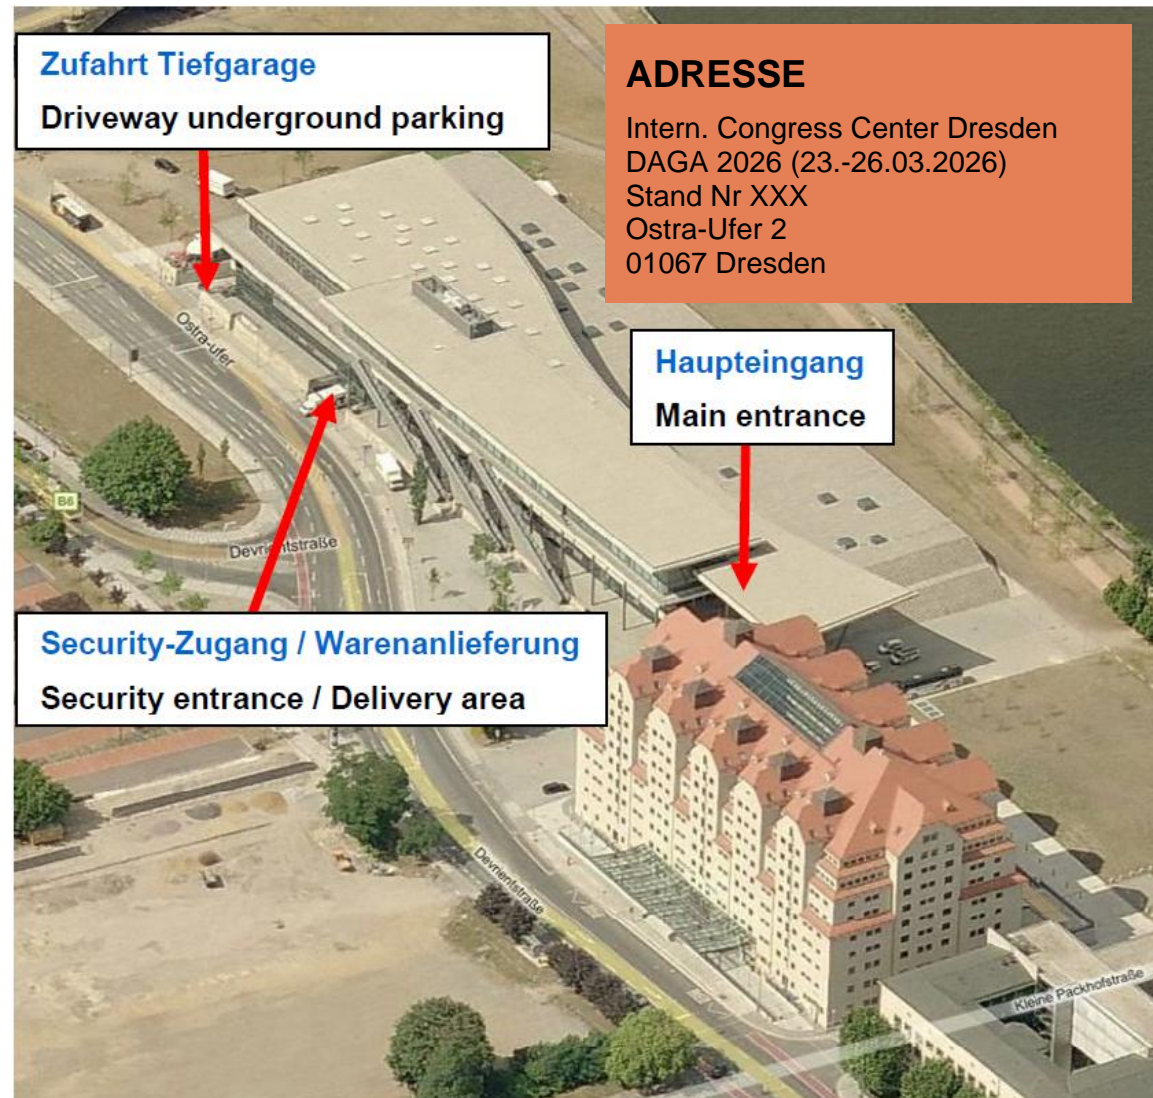 Zufahrt Tiefgarage
Driveway underground parking
ADRESSE
Intern. Congress Center Dresden
DAGA 2026 (23.-26.03.2026)
Stand Nr XXX
Ostra-Ufer 2
01067 Dresden
Ostra-ufer
Haupteingang
Main entrance
B6
Devrientstraße
Security-Zugang / Warenanlieferung
Security entrance / Delivery area
Devrientstraße
Kleine Packhofstraße